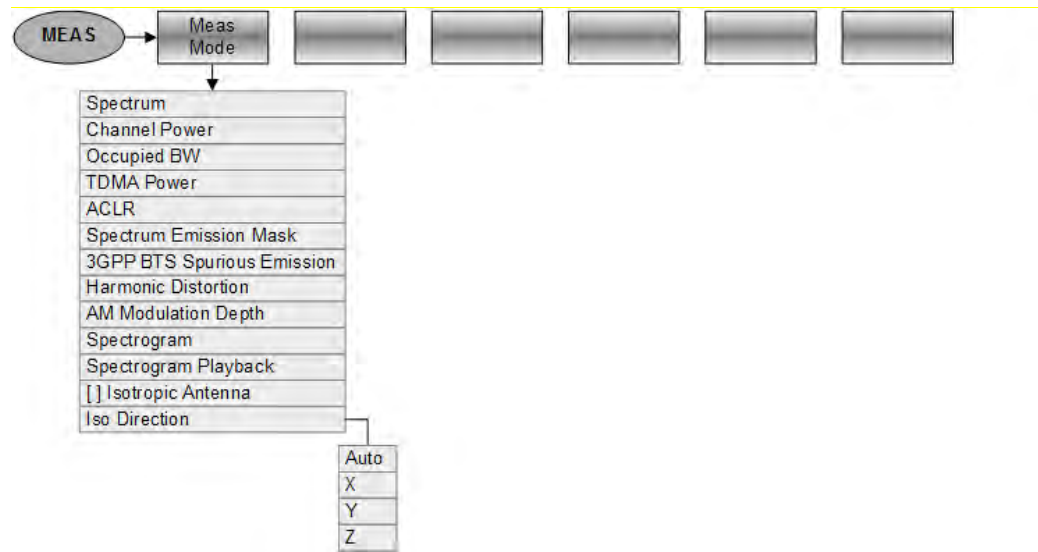 MEAS
Meas
Mode
Spectrum
Channel Power
Occupied BW
TDMA Power
ACLR
Spectrum Emission Mask
3GPP BTS Spurious Emission
Harmonic Distortion
AM Modulation Depth
Spectrogram
Spectrogram Playback
[ ] Isotropic Antenna
Iso Direction
Auto
X
Y
Z